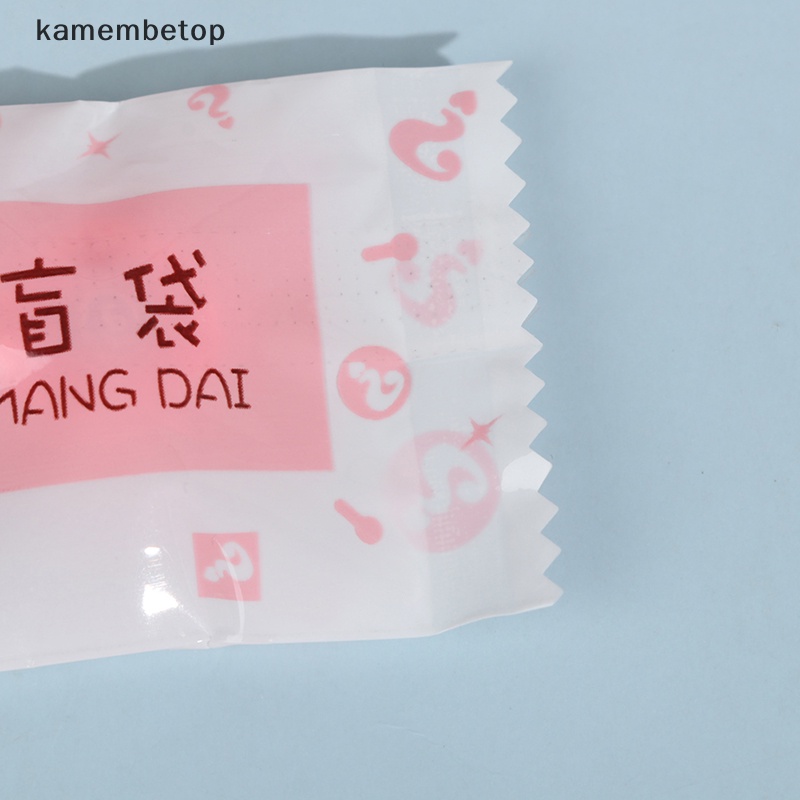 kamembetop
盲袋
MANG DAI